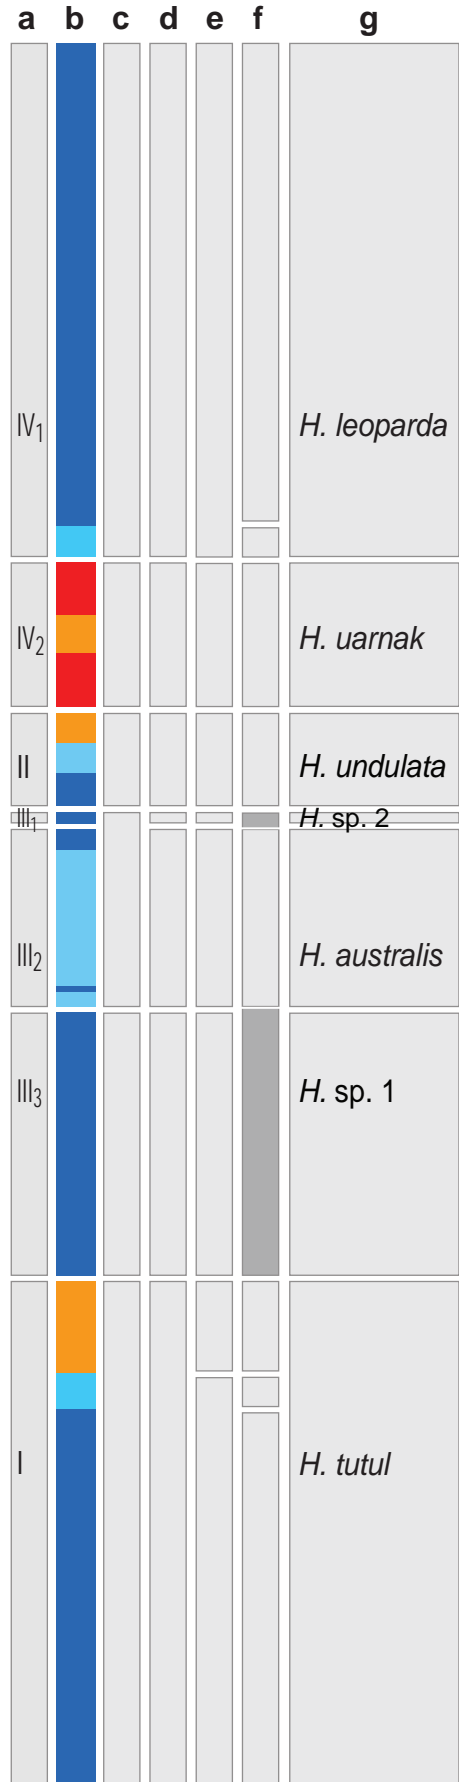 a b c d e f g
IV1 H. leoparda
IV2 H. uarnak
II H. undulata
III1 H. sp. 2
III2 H. australis
III3 H. sp. 1
I H. tutul